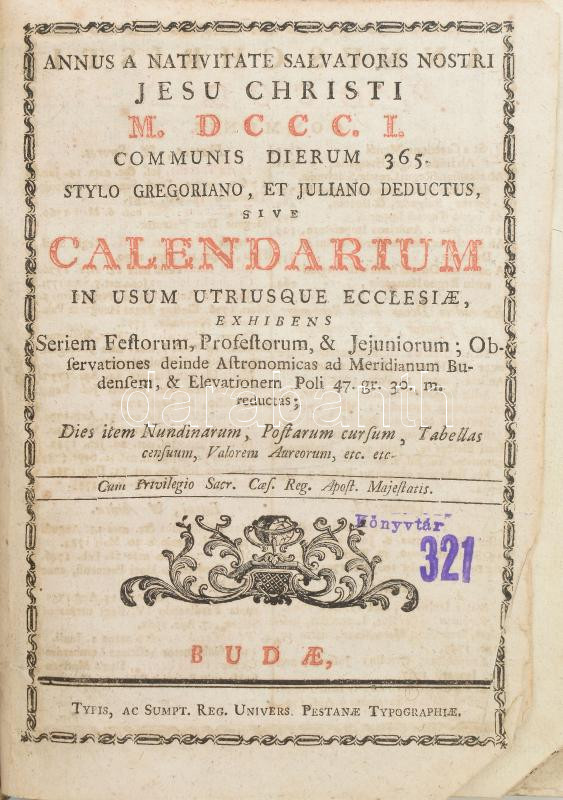 ANNUS A NATIVITATE SALVATORIS NOSTRI
JESU CHRISTI
M. D C C C. I.
COMMUNIS DIERUM 365.
STYLO GREGORIANO, ET JULIANO DEDUCTUS,
SIVE
CALENDARIUM
IN USUM UTRIUSQUE ECCLESIÆ,
EXHIBENS
Seriem Feſtorum, Profeſtorum, & Jejuniorum; Ob-
ſervationes deinde Aſtronomicas ad Meridianum Bu-
denſem, & Elevationem Poli 47. gr. 30. m.
reductas;
Dies item Nundinarum, Poſtarum curſum, Tabellas
cenſuum, Valorem Aureorum, etc. etc.
Cum Privilegio Sacr. Cæſ. Reg. Apoſt. Majeſtatis.
Könyvtár
321
BUDÆ,
TYPIS, AC SUMPT. REG. UNIVERS. PESTANÆ TYPOGRAPHIÆ.
darabanth